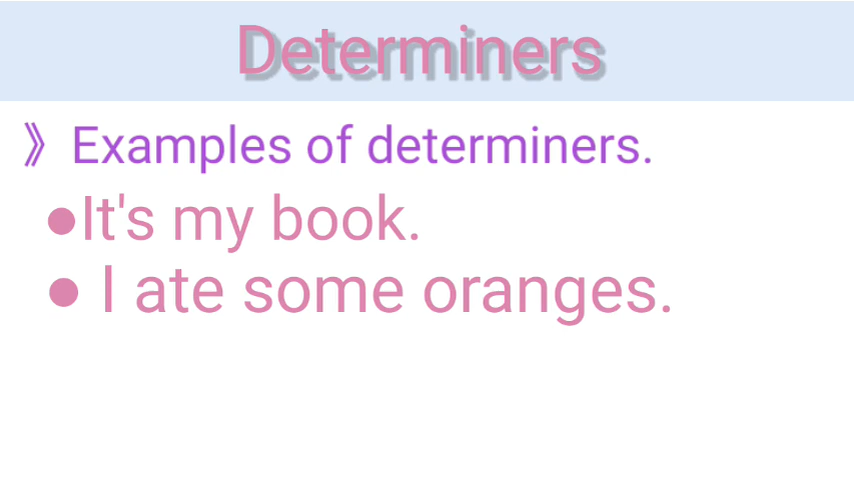 Determiners
》Examples of determiners.
●It's my book.
● I ate some oranges.